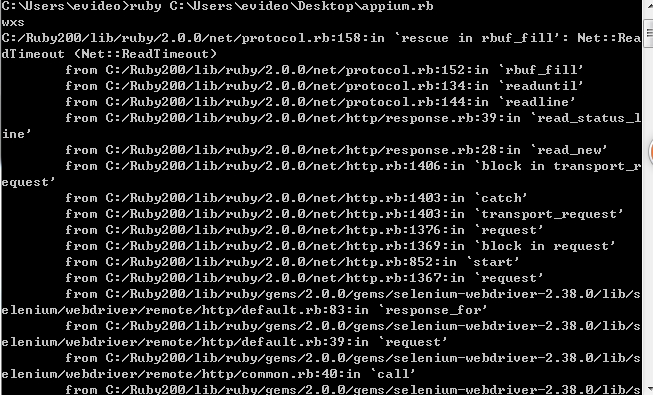 C:\Users\evideo>ruby C:\Users\evideo\Desktop\appium.rb
wxs
C:/Ruby200/lib/ruby/2.0.0/net/protocol.rb:158:in `rescue in rbuf_fill': Net::Rea
dTimeout (Net::ReadTimeout)
        from C:/Ruby200/lib/ruby/2.0.0/net/protocol.rb:152:in `rbuf_fill'
        from C:/Ruby200/lib/ruby/2.0.0/net/protocol.rb:134:in `readuntil'
        from C:/Ruby200/lib/ruby/2.0.0/net/protocol.rb:144:in `readline'
        from C:/Ruby200/lib/ruby/2.0.0/net/http/response.rb:39:in `read_status_l
ine'
        from C:/Ruby200/lib/ruby/2.0.0/net/http/response.rb:28:in `read_new'
        from C:/Ruby200/lib/ruby/2.0.0/net/http.rb:1406:in `block in transport_r
equest'
        from C:/Ruby200/lib/ruby/2.0.0/net/http.rb:1403:in `catch'
        from C:/Ruby200/lib/ruby/2.0.0/net/http.rb:1403:in `transport_request'
        from C:/Ruby200/lib/ruby/2.0.0/net/http.rb:1376:in `request'
        from C:/Ruby200/lib/ruby/2.0.0/net/http.rb:1369:in `block in request'
        from C:/Ruby200/lib/ruby/2.0.0/net/http.rb:852:in `start'
        from C:/Ruby200/lib/ruby/2.0.0/net/http.rb:1367:in `request'
        from C:/Ruby200/lib/ruby/gems/2.0.0/gems/selenium-webdriver-2.38.0/lib/s
elenium/webdriver/remote/http/default.rb:83:in `response_for'
        from C:/Ruby200/lib/ruby/gems/2.0.0/gems/selenium-webdriver-2.38.0/lib/s
elenium/webdriver/remote/http/default.rb:39:in `request'
        from C:/Ruby200/lib/ruby/gems/2.0.0/gems/selenium-webdriver-2.38.0/lib/s
elenium/webdriver/remote/http/common.rb:40:in `call'
        from C:/Ruby200/lib/ruby/gems/2.0.0/gems/selenium-webdriver-2.38.0/lib/s